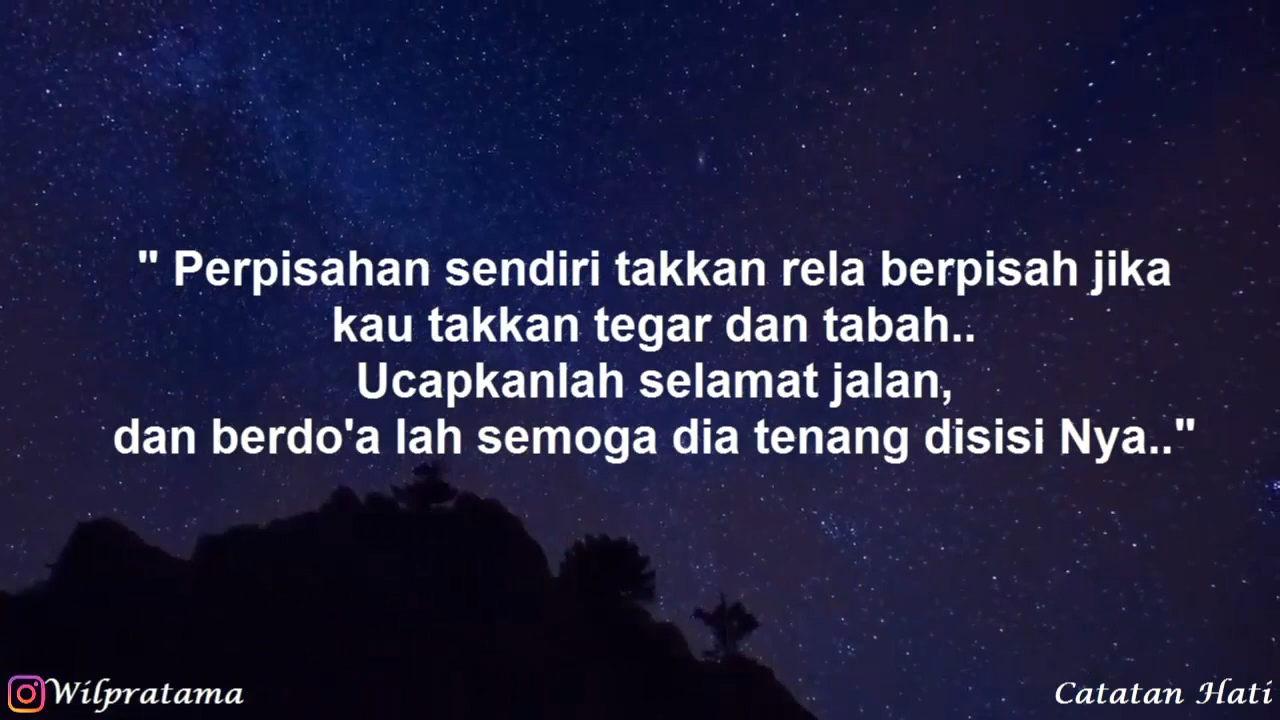 " Perpisahan sendiri takkan rela berpisah jika
kau takkan tegar dan tabah..
Ucapkanlah selamat jalan,
dan berdo'a lah semoga dia tenang disisi Nya.."
Wilpratama
Catatan Hati